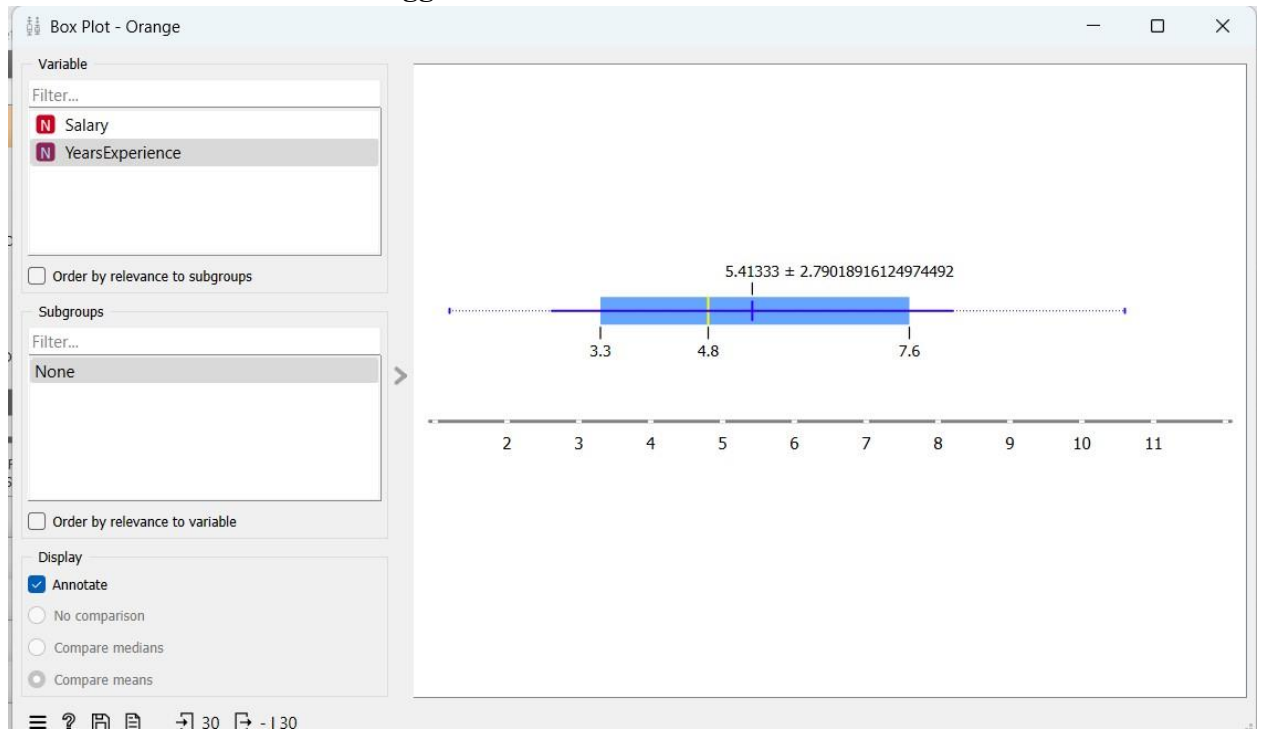 Box Plot - Orange
Variable
Filter...
N Salary
N YearsExperience
Order by relevance to subgroups
Subgroups
Filter...
None
Order by relevance to variable
Display
Annotate
No comparison
Compare medians
Compare means
? 30 - | 30
5.41333 ± 2.79018916124974492
3.3 4.8 7.6
2 3 4 5 6 7 8 9 10 11